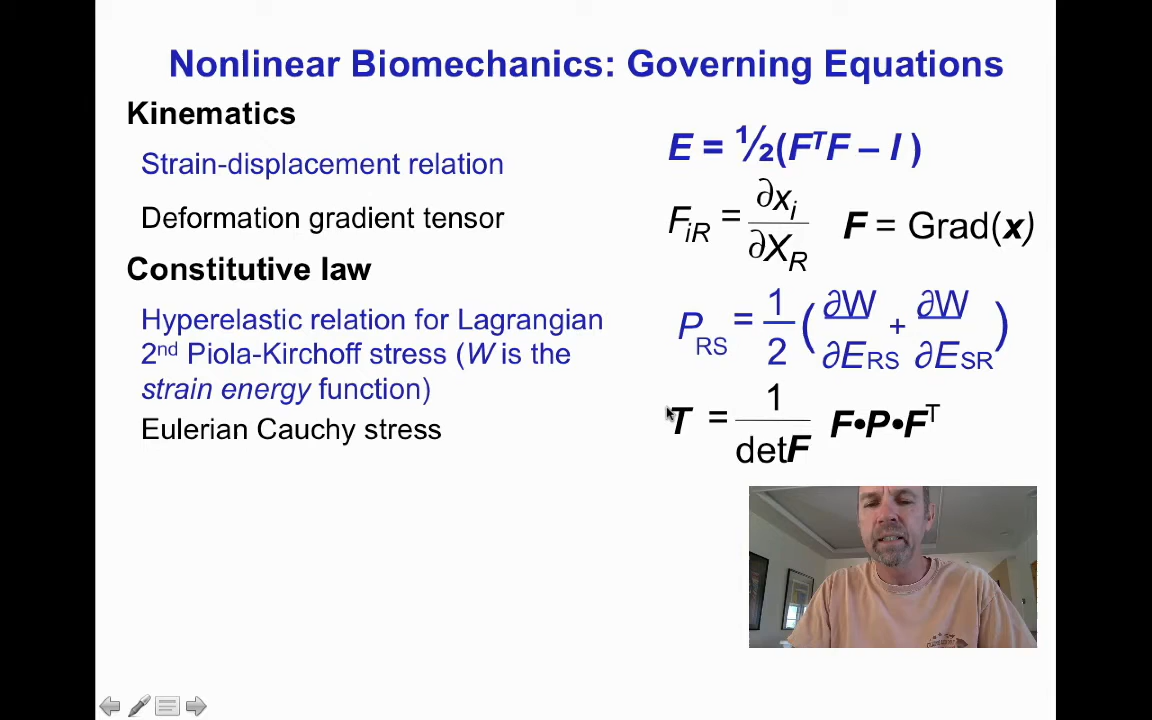 Nonlinear Biomechanics: Governing Equations
Kinematics
Strain-displacement relation
E = ½(FᵀF – I )
Deformation gradient tensor
F_iR = ∂x_i / ∂X_R    F = Grad(x)
Constitutive law
Hyperelastic relation for Lagrangian
2nd Piola-Kirchoff stress (W is the
strain energy function)
P_RS = 1/2 (∂W/∂E_RS + ∂W/∂E_SR)
Eulerian Cauchy stress
T = 1/detF F•P•Fᵀ